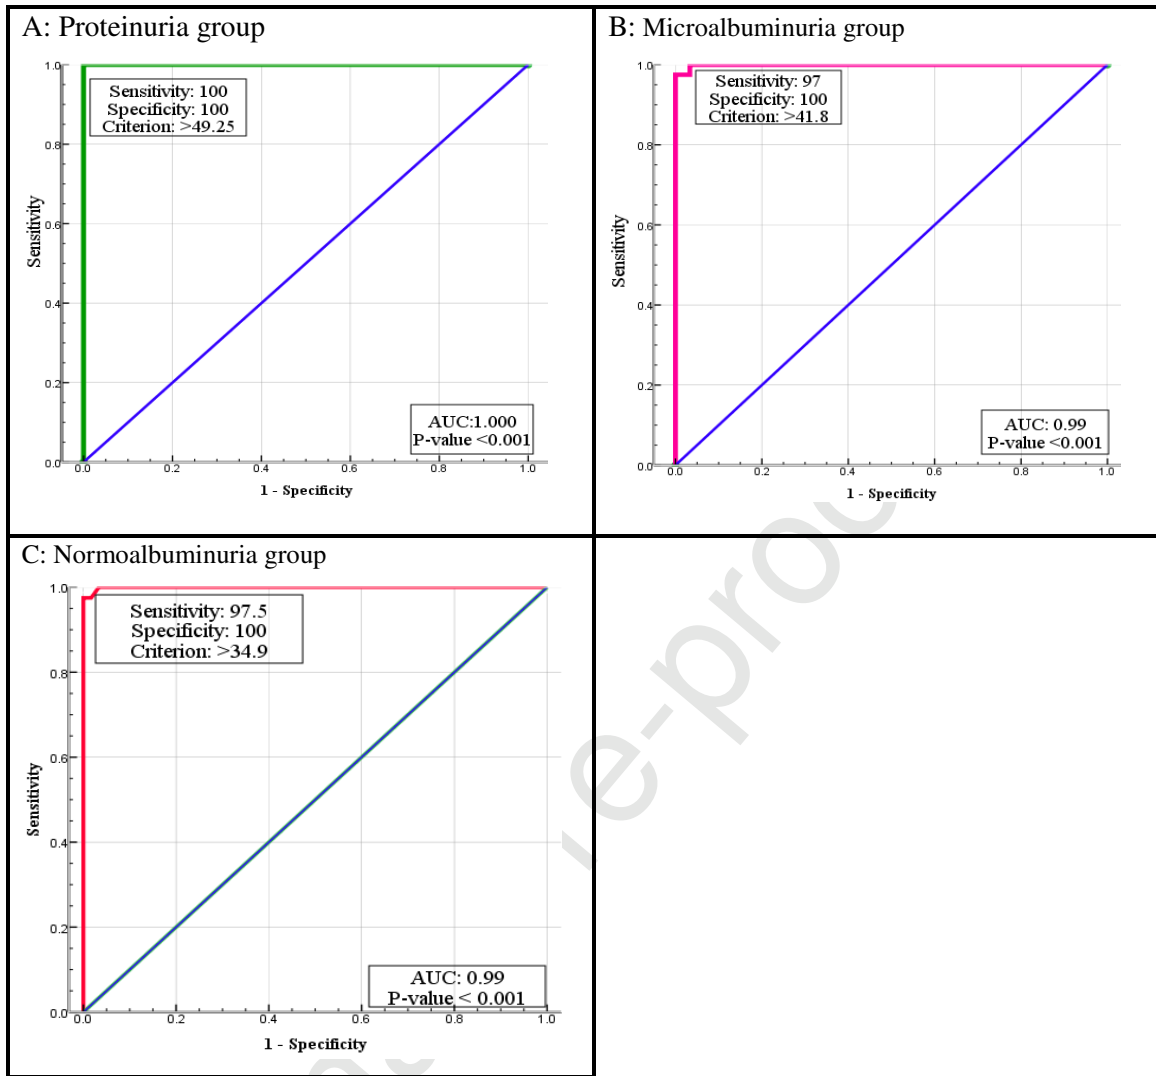 A: Proteinuria group
1.0
Sensitivity: 100
Specificity: 100
Criterion: >49.25
0.8
0.6
Sensitivity
0.4
0.2
AUC:1.000
P-value <0.001
0.0
0.0 0.2 0.4 0.6 0.8 1.0
1 - Specificity
B: Microalbuminuria group
1.0
Sensitivity: 97
Specificity: 100
Criterion: >41.8
0.8
0.6
Sensitivity
0.4
0.2
AUC: 0.99
P-value <0.001
0.0
0.0 0.2 0.4 0.6 0.8 1.0
1 - Specificity
C: Normoalbuminuria group
1.0
Sensitivity: 97.5
Specificity: 100
Criterion: >34.9
0.8
0.6
Sensitivity
0.4
0.2
AUC: 0.99
P-value < 0.001
0.0
0.0 0.2 0.4 0.6 0.8 1.0
1 - Specificity
e-pro